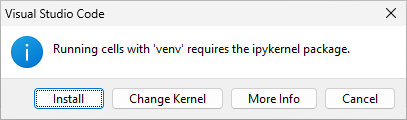 Visual Studio Code
Running cells with 'venv' requires the ipykernel package.
Install Change Kernel More Info Cancel